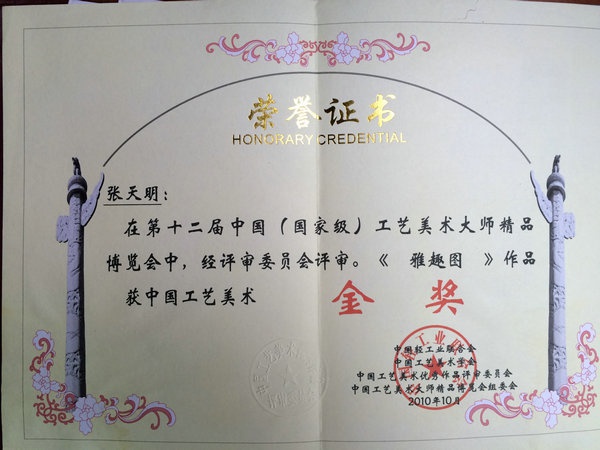 荣誉证书
HONORARY CREDENTIAL
张天明：
在第十二届中国（国家级）工艺美术大师精品
博览会中，经评审委员会评审。《 雅趣图 》作品
获中国工艺美术 金奖
中国轻工业联合会
中国工艺美术学会
中国工艺美术优秀作品评审委员会
中国工艺美术大师精品博览会组委会
2010年10月